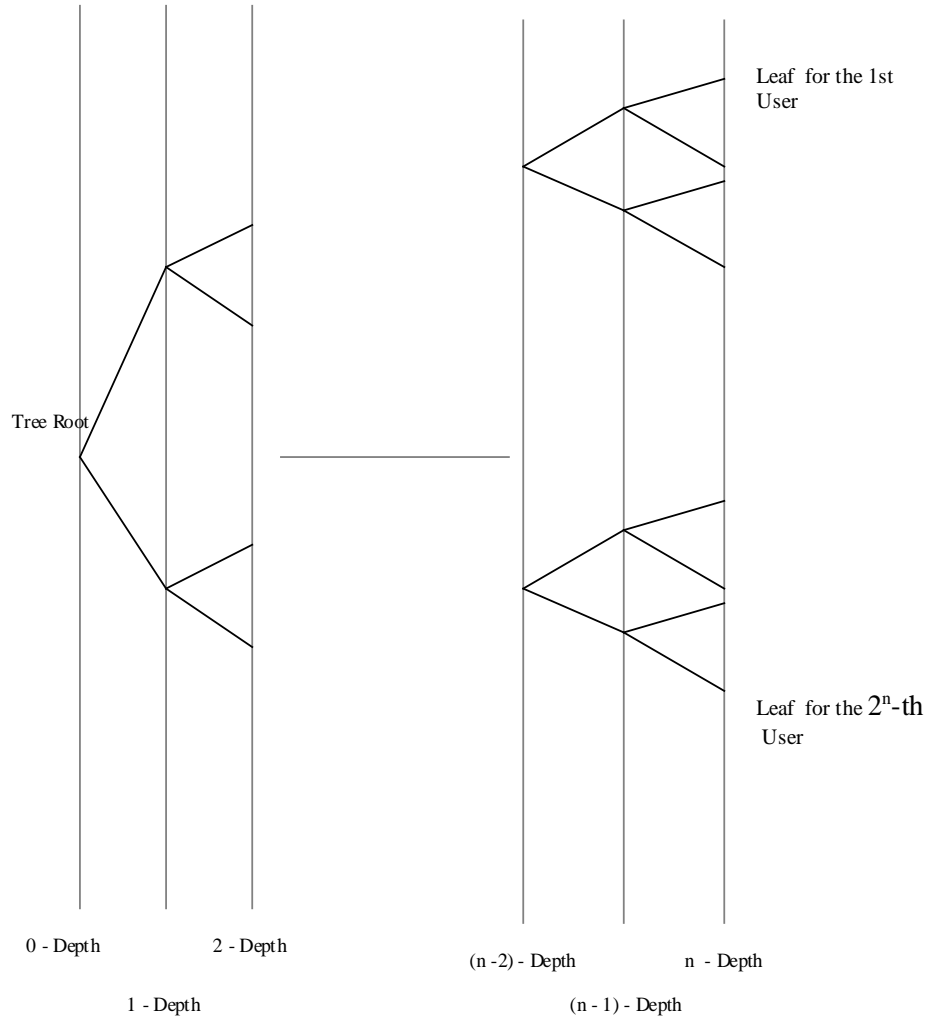 Leaf for the 1st
User
Tree Root
Leaf for the 2ⁿ-th
User
0 - Depth
2 - Depth
(n -2) - Depth
n - Depth
1 - Depth
(n - 1) - Depth